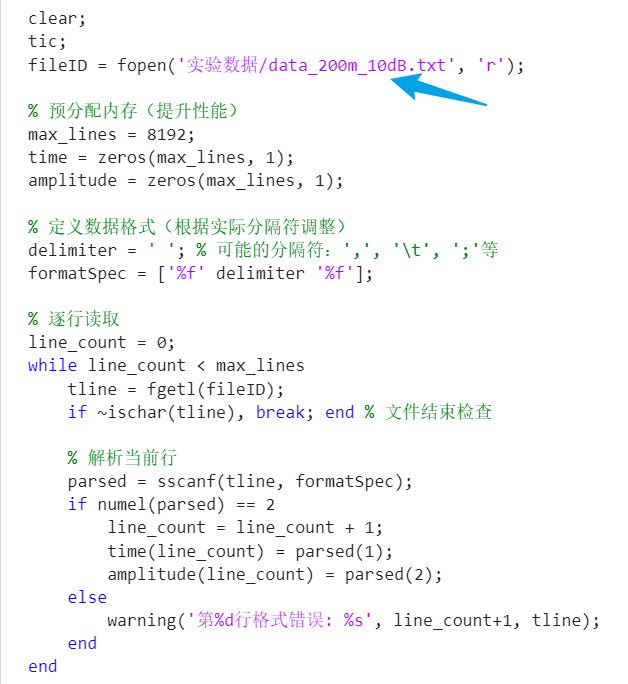 clear;
tic;
fileID = fopen('实验数据/data_200m_10dB.txt', 'r');
% 预分配内存（提升性能）
max_lines = 8192;
time = zeros(max_lines, 1);
amplitude = zeros(max_lines, 1);
% 定义数据格式（根据实际分隔符调整）
delimiter = ' '; % 可能的分隔符：',', '\t', ';'等
formatSpec = ['%f' delimiter '%f'];
% 逐行读取
line_count = 0;
while line_count < max_lines
    tline = fgetl(fileID);
    if ~ischar(tline), break; end % 文件结束检查
    % 解析当前行
    parsed = sscanf(tline, formatSpec);
    if numel(parsed) == 2
        line_count = line_count + 1;
        time(line_count) = parsed(1);
        amplitude(line_count) = parsed(2);
    else
        warning('第%d行格式错误: %s', line_count+1, tline);
    end
end